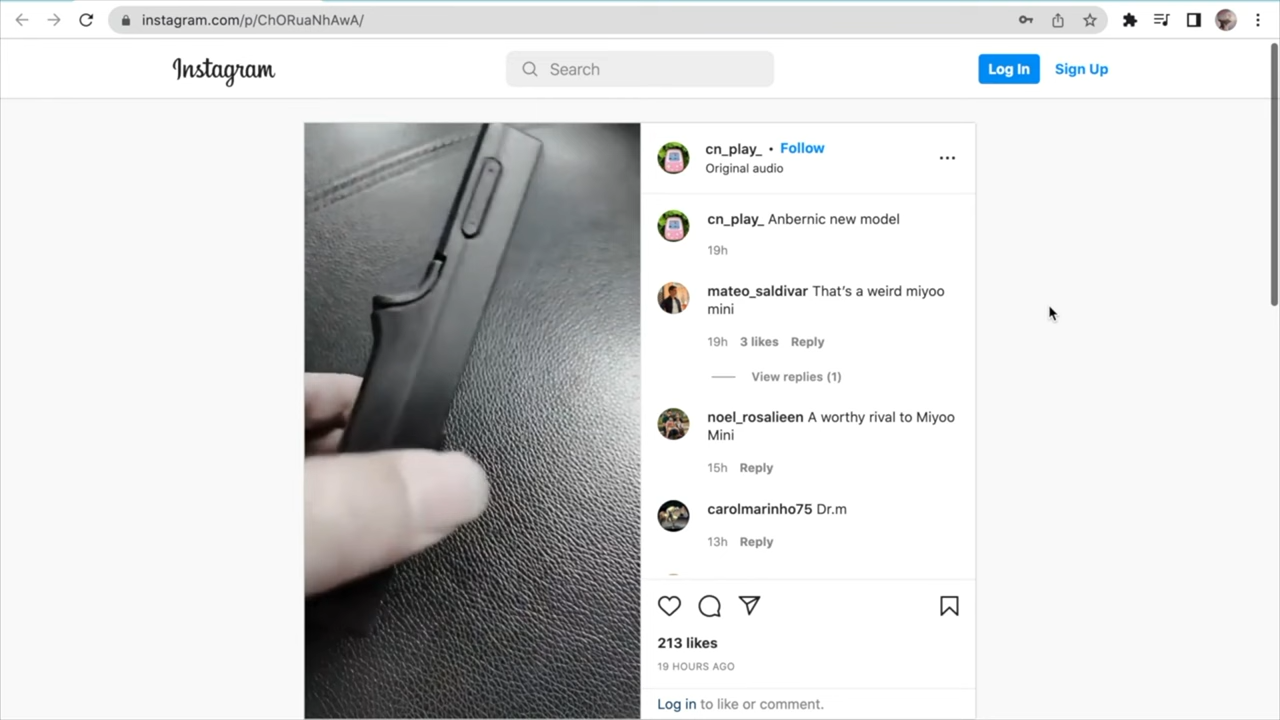 instagram.com/p/ChORuaNhAwA/
Instagram
Search
Log In
Sign Up
cn_play_ • Follow
Original audio
cn_play_ Anbernic new model
19h
mateo_saldivar That's a weird miyoo
mini
19h 3 likes Reply
View replies (1)
noel_rosalieen A worthy rival to Miyoo
Mini
15h Reply
carolmarinho75 Dr.m
13h Reply
213 likes
19 HOURS AGO
Log in to like or comment.